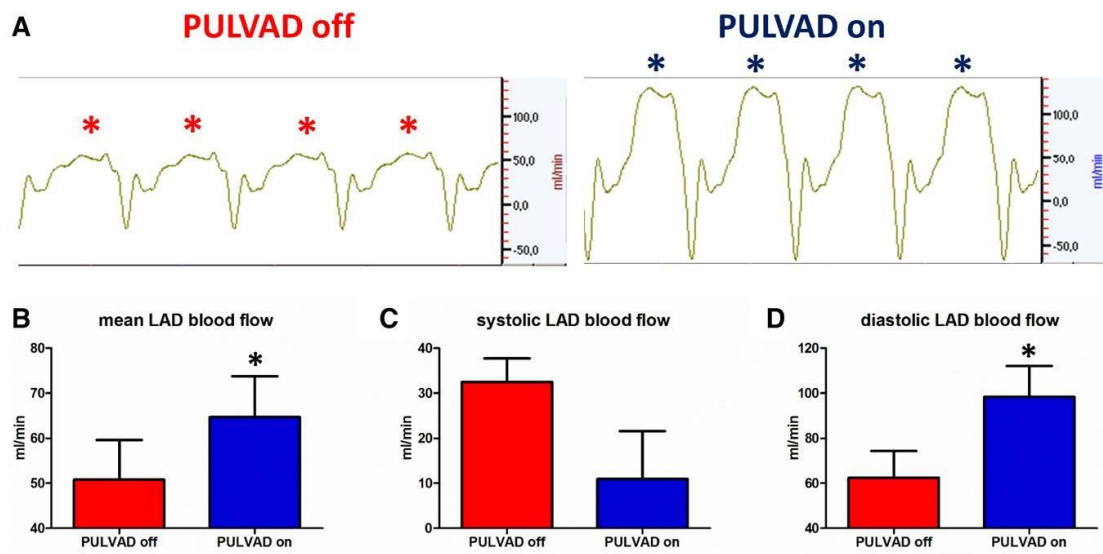 A
PULVAD off
PULVAD on
* * * *
* * * *
100,0
50,0
0,0
-50,0
ml/min
100,0
50,0
0,0
-50,0
ml/min
B
mean LAD blood flow
80
70
60
50
40
ml/min
*
PULVAD off
PULVAD on
C
systolic LAD blood flow
40
30
20
10
0
ml/min
PULVAD off
PULVAD on
D
diastolic LAD blood flow
120
100
80
60
40
ml/min
*
PULVAD off
PULVAD on